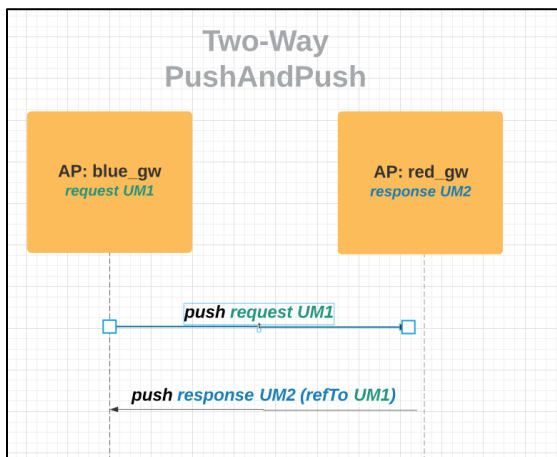 Two-Way
PushAndPush
AP: blue_gw
request UM1
AP: red_gw
response UM2
push request UM1
push response UM2 (refTo UM1)